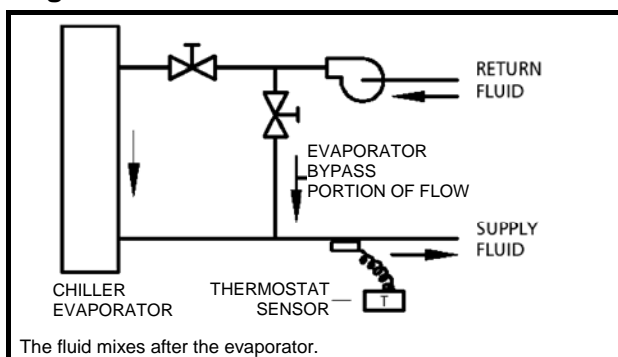 RETURN
FLUID
EVAPORATOR
BYPASS
PORTION OF FLOW
SUPPLY
FLUID
CHILLER
EVAPORATOR
THERMOSTAT
SENSOR
T
The fluid mixes after the evaporator.